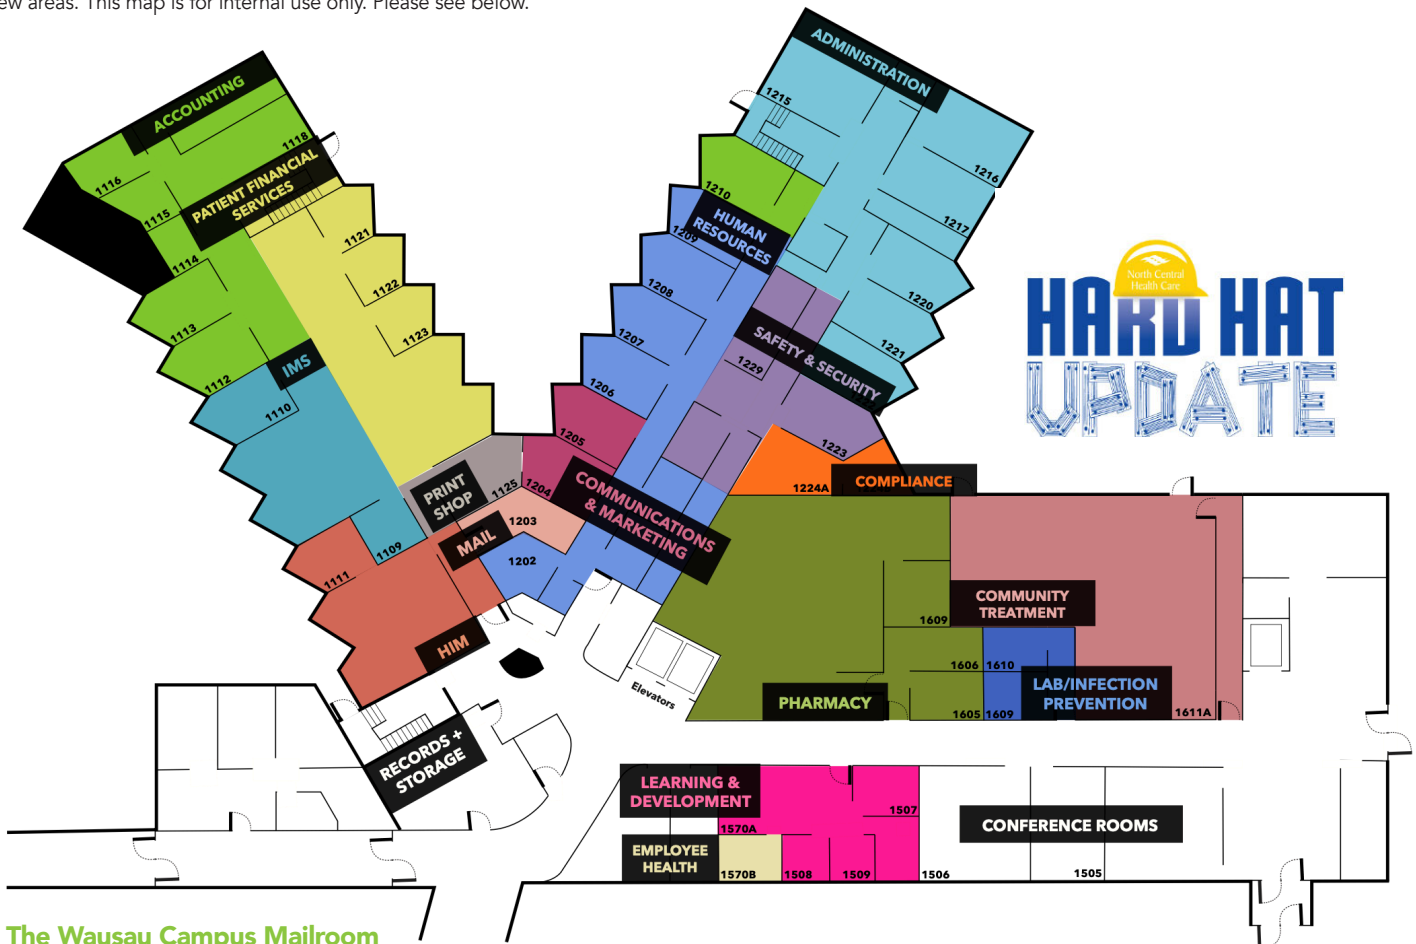 ew areas. This map is for internal use only. Please see below.
ADMINISTRATION
ACCOUNTING
1215
1118
PATIENT FINANCIAL
SERVICES
1116
1216
1210
1115
HUMAN
RESOURCES
1217
1121
1209
1114
North Central
Health Care
HARD HAT
UPDATE
1208
1122
1220
1113
1207
1123
SAFETY & SECURITY
1221
IMS
1229
1112
1206
1110
1205
1223
COMPLIANCE
1224A
PRINT
SHOP
1125
1204
COMMUNICATIONS
& MARKETING
1203
MAIL
1109
1202
1111
COMMUNITY
TREATMENT
1609
HIM
1606
1610
Elevators
LAB/INFECTION
PREVENTION
PHARMACY
1605
1609
1611A
RECORDS +
STORAGE
LEARNING &
DEVELOPMENT
1507
1570A
CONFERENCE ROOMS
EMPLOYEE
HEALTH
1570B
1508
1509
1506
1505
The Wausau Campus Mailroom